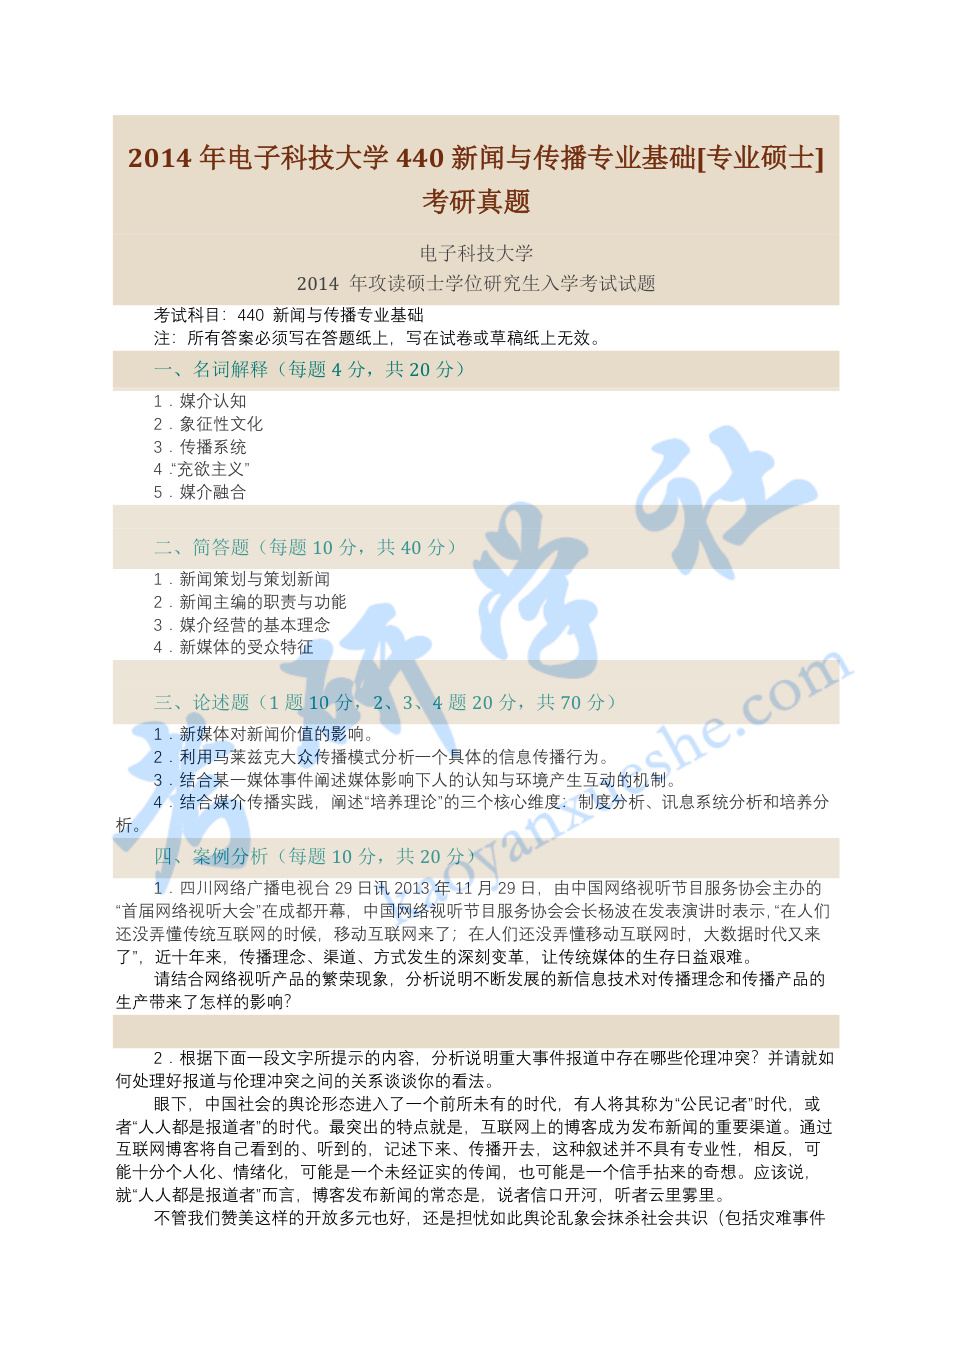 2014 年电子科技大学 440 新闻与传播专业基础[专业硕士]
考研真题
电子科技大学
2014 年攻读硕士学位研究生入学考试试题
考试科目：440 新闻与传播专业基础
注：所有答案必须写在答题纸上，写在试卷或草稿纸上无效。
一、名词解释（每题 4 分，共 20 分）
1．媒介认知
2．象征性文化
3．传播系统
4．“充欲主义”
5．媒介融合
二、简答题（每题 10 分，共 40 分）
1．新闻策划与策划新闻
2．新闻主编的职责与功能
3．媒介经营的基本理念
4．新媒体的受众特征
三、论述题（1 题 10 分，2、3、4 题 20 分，共 70 分）
1．新媒体对新闻价值的影响。
2．利用马莱兹克大众传播模式分析一个具体的信息传播行为。
3．结合某一媒体事件阐述媒体影响下人的认知与环境产生互动的机制。
4．结合媒介传播实践，阐述“培养理论”的三个核心维度：制度分析、讯息系统分析和培养分
析。
四、案例分析（每题 10 分，共 20 分）
1．四川网络广播电视台 29 日讯 2013 年 11 月 29 日，由中国网络视听节目服务协会主办的
“首届网络视听大会”在成都开幕，中国网络视听节目服务协会会长杨波在发表演讲时表示，“在人们
还没弄懂传统互联网的时候，移动互联网来了；在人们还没弄懂移动互联网时，大数据时代又来
了”，近十年来，传播理念、渠道、方式发生的深刻变革，让传统媒体的生存日益艰难。
请结合网络视听产品的繁荣现象，分析说明不断发展的新信息技术对传播理念和传播产品的
生产带来了怎样的影响？
2．根据下面一段文字所提示的内容，分析说明重大事件报道中存在哪些伦理冲突？并请就如
何处理好报道与伦理冲突之间的关系谈谈你的看法。
眼下，中国社会的舆论形态进入了一个前所未有的时代，有人将其称为“公民记者”时代，或
者“人人都是报道者”的时代。最突出的特点就是，互联网上的博客成为发布新闻的重要渠道。通过
互联网博客将自己看到的、听到的，记述下来、传播开去，这种叙述并不具有专业性，相反，可
能十分个人化、情绪化，可能是一个未经证实的传闻，也可能是一个信手拈来的奇想。应该说，
就“人人都是报道者”而言，博客发布新闻的常态是，说者信口开河，听者云里雾里。
不管我们赞美这样的开放多元也好，还是担忧如此舆论乱象会抹杀社会共识（包括灾难事件
考研学社
kaoyanxueshe.com